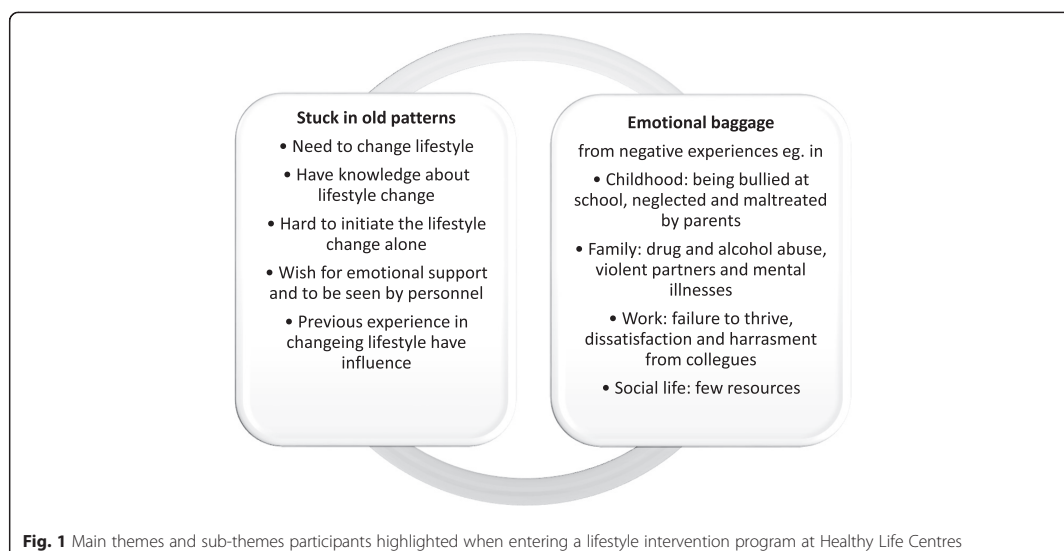 Stuck in old patterns
• Need to change lifestyle
• Have knowledge about
lifestyle change
• Hard to initiate the lifestyle
change alone
• Wish for emotional support
and to be seen by personnel
• Previous experience in
changeing lifestyle have
influence
Emotional baggage
from negative experiences eg. in
• Childhood: being bullied at
school, neglected and maltreated
by parents
• Family: drug and alcohol abuse,
violent partners and mental
illnesses
• Work: failure to thrive,
dissatisfaction and harrasment
from collegues
• Social life: few resources
Fig. 1 Main themes and sub-themes participants highlighted when entering a lifestyle intervention program at Healthy Life Centres